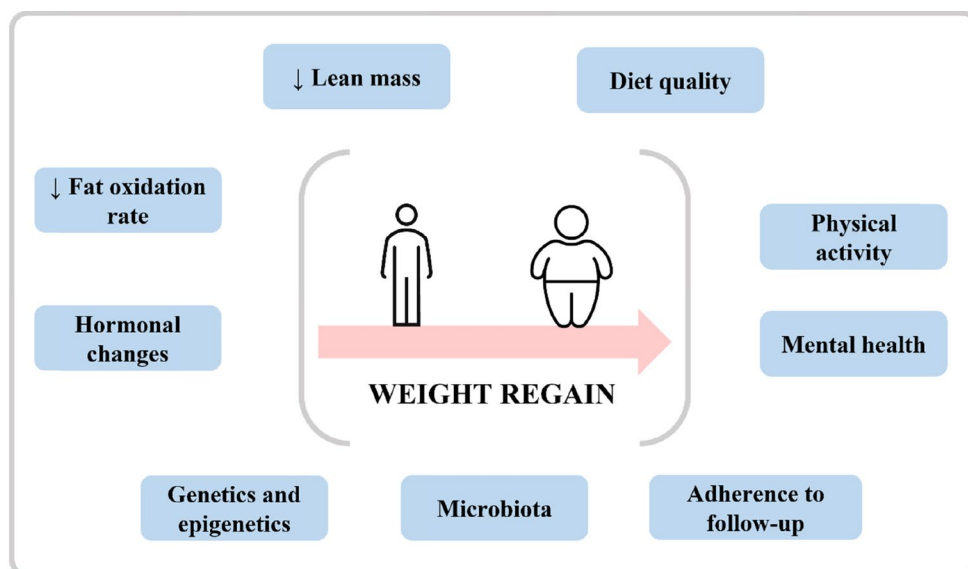 ↓ Lean mass
Diet quality
↓ Fat oxidation
rate
Physical
activity
Hormonal
changes
Mental health
WEIGHT REGAIN
Genetics and
epigenetics
Microbiota
Adherence to
follow-up